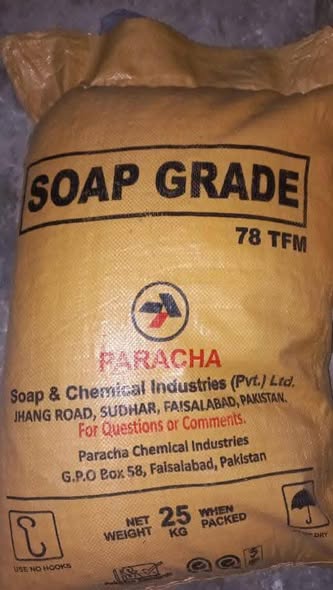 SOAP GRADE
78 TFM
PARACHA
Soap & Chemical Industries (Pvt.) Ltd.
JHANG ROAD, SUDHAR, FAISALABAD, PAKISTAN.
For Questions or Comments.
Paracha Chemical Industries
G.P.O Box 58, Faisalabad, Pakistan
NET WEIGHT 25 KG WHEN PACKED
USE NO HOOKS
DRY